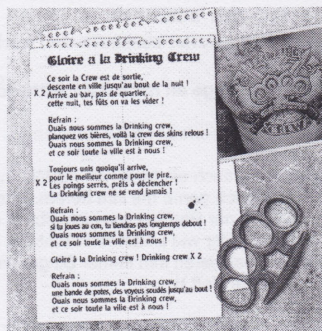 Gloire a la Drinking Crew
Ce soir la Crew est de sortie,
descente en ville jusqu'au bout de la nuit !
X 2 Arrivé au bar, pas de quartier,
cette nuit, tes fûts on va les vider !
Refrain :
Ouais nous sommes la Drinking crew,
planquez vos bières, voilà la crew des skins relous !
Ouais nous sommes la Drinking crew,
et ce soir toute la ville est à nous !
Toujours unis quoiqu'il arrive,
X 2 pour le meilleur comme pour le pire.
Les poings serrés, prêts à déclencher !
La Drinking crew ne se rend jamais !
Refrain :
Ouais nous sommes la Drinking crew,
si tu joues au con, tu tiendras pas longtemps debout !
Ouais nous sommes la Drinking crew,
et ce soir toute la ville est à nous !
Gloire à la Drinking crew ! Drinking crew X 2
Refrain :
Ouais nous sommes la Drinking crew,
une bande de potes, des voyous soudés jusqu'au bout !
Ouais nous sommes la Drinking crew,
et ce soir toute la ville est à nous !